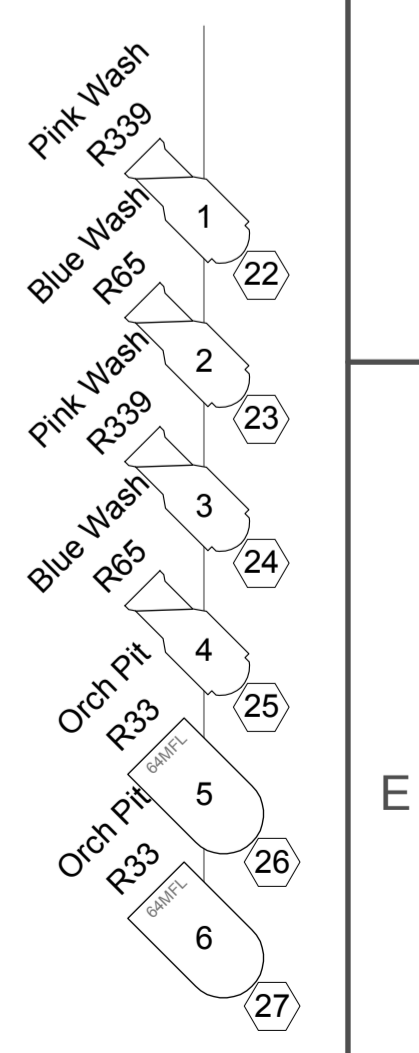 Pink Wash
R339
1
22
Blue Wash
R65
2
23
Pink Wash
R339
3
24
Blue Wash
R65
4
25
Orch Pit
R33
64MFL
5
26
E
Orch Pit
R33
64MFL
6
27